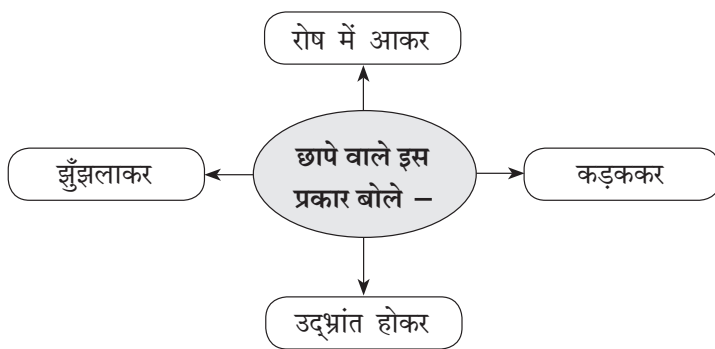 रोष में आकर
झुँझलाकर
छापे वाले इस
प्रकार बोले –
कड़ककर
उद्‌भ्रांत होकर